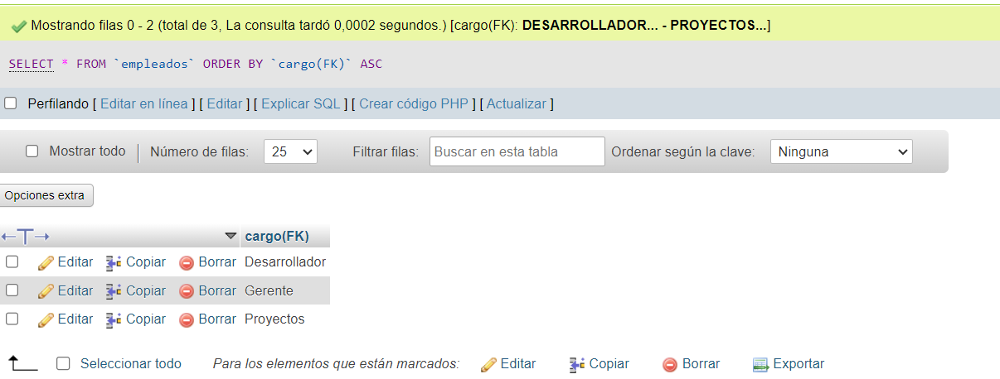 Mostrando filas 0 - 2 (total de 3, La consulta tardó 0,0002 segundos.) [cargo(FK): DESARROLLADOR... - PROYECTOS...]
SELECT * FROM `empleados` ORDER BY `cargo(FK)` ASC
Perfilando [ Editar en línea ] [ Editar ] [ Explicar SQL ] [ Crear código PHP ] [ Actualizar ]
Mostrar todo | Número de filas: 25 Filtrar filas: Buscar en esta tabla Ordenar según la clave: Ninguna
Opciones extra
←T→ cargo(FK)
Editar Copiar Borrar Desarrollador
Editar Copiar Borrar Gerente
Editar Copiar Borrar Proyectos
Seleccionar todo Para los elementos que están marcados: Editar Copiar Borrar Exportar